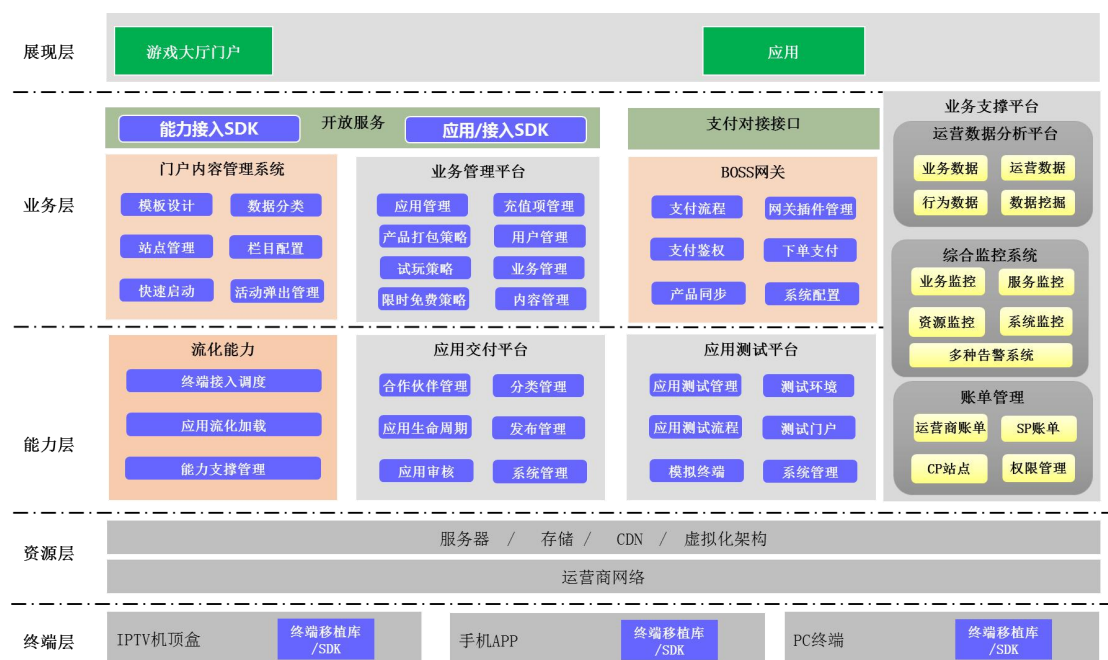 展现层
游戏大厅门户
应用
业务层
能力接入SDK
开放服务
应用/接入SDK
支付对接接口
门户内容管理系统
模板设计
数据分类
站点管理
栏目配置
快速启动
活动弹出管理
业务管理平台
应用管理
充值项管理
产品打包策略
用户管理
试玩策略
业务管理
限时免费策略
内容管理
BOSS网关
支付流程
网关插件管理
支付鉴权
下单支付
产品同步
系统配置
业务支撑平台
运营数据分析平台
业务数据
运营数据
行为数据
数据挖掘
综合监控系统
业务监控
服务监控
资源监控
系统监控
多种告警系统
账单管理
运营商账单
SP账单
CP站点
权限管理
能力层
流化能力
终端接入调度
应用流化加载
能力支撑管理
应用交付平台
合作伙伴管理
分类管理
应用生命周期
发布管理
应用审核
系统管理
应用测试平台
应用测试管理
测试环境
应用测试流程
测试门户
模拟终端
系统管理
资源层
服务器 / 存储 / CDN / 虚拟化架构
运营商网络
终端层
IPTV机顶盒
终端移植库
/SDK
手机APP
终端移植库
/SDK
PC终端
终端移植库
/SDK